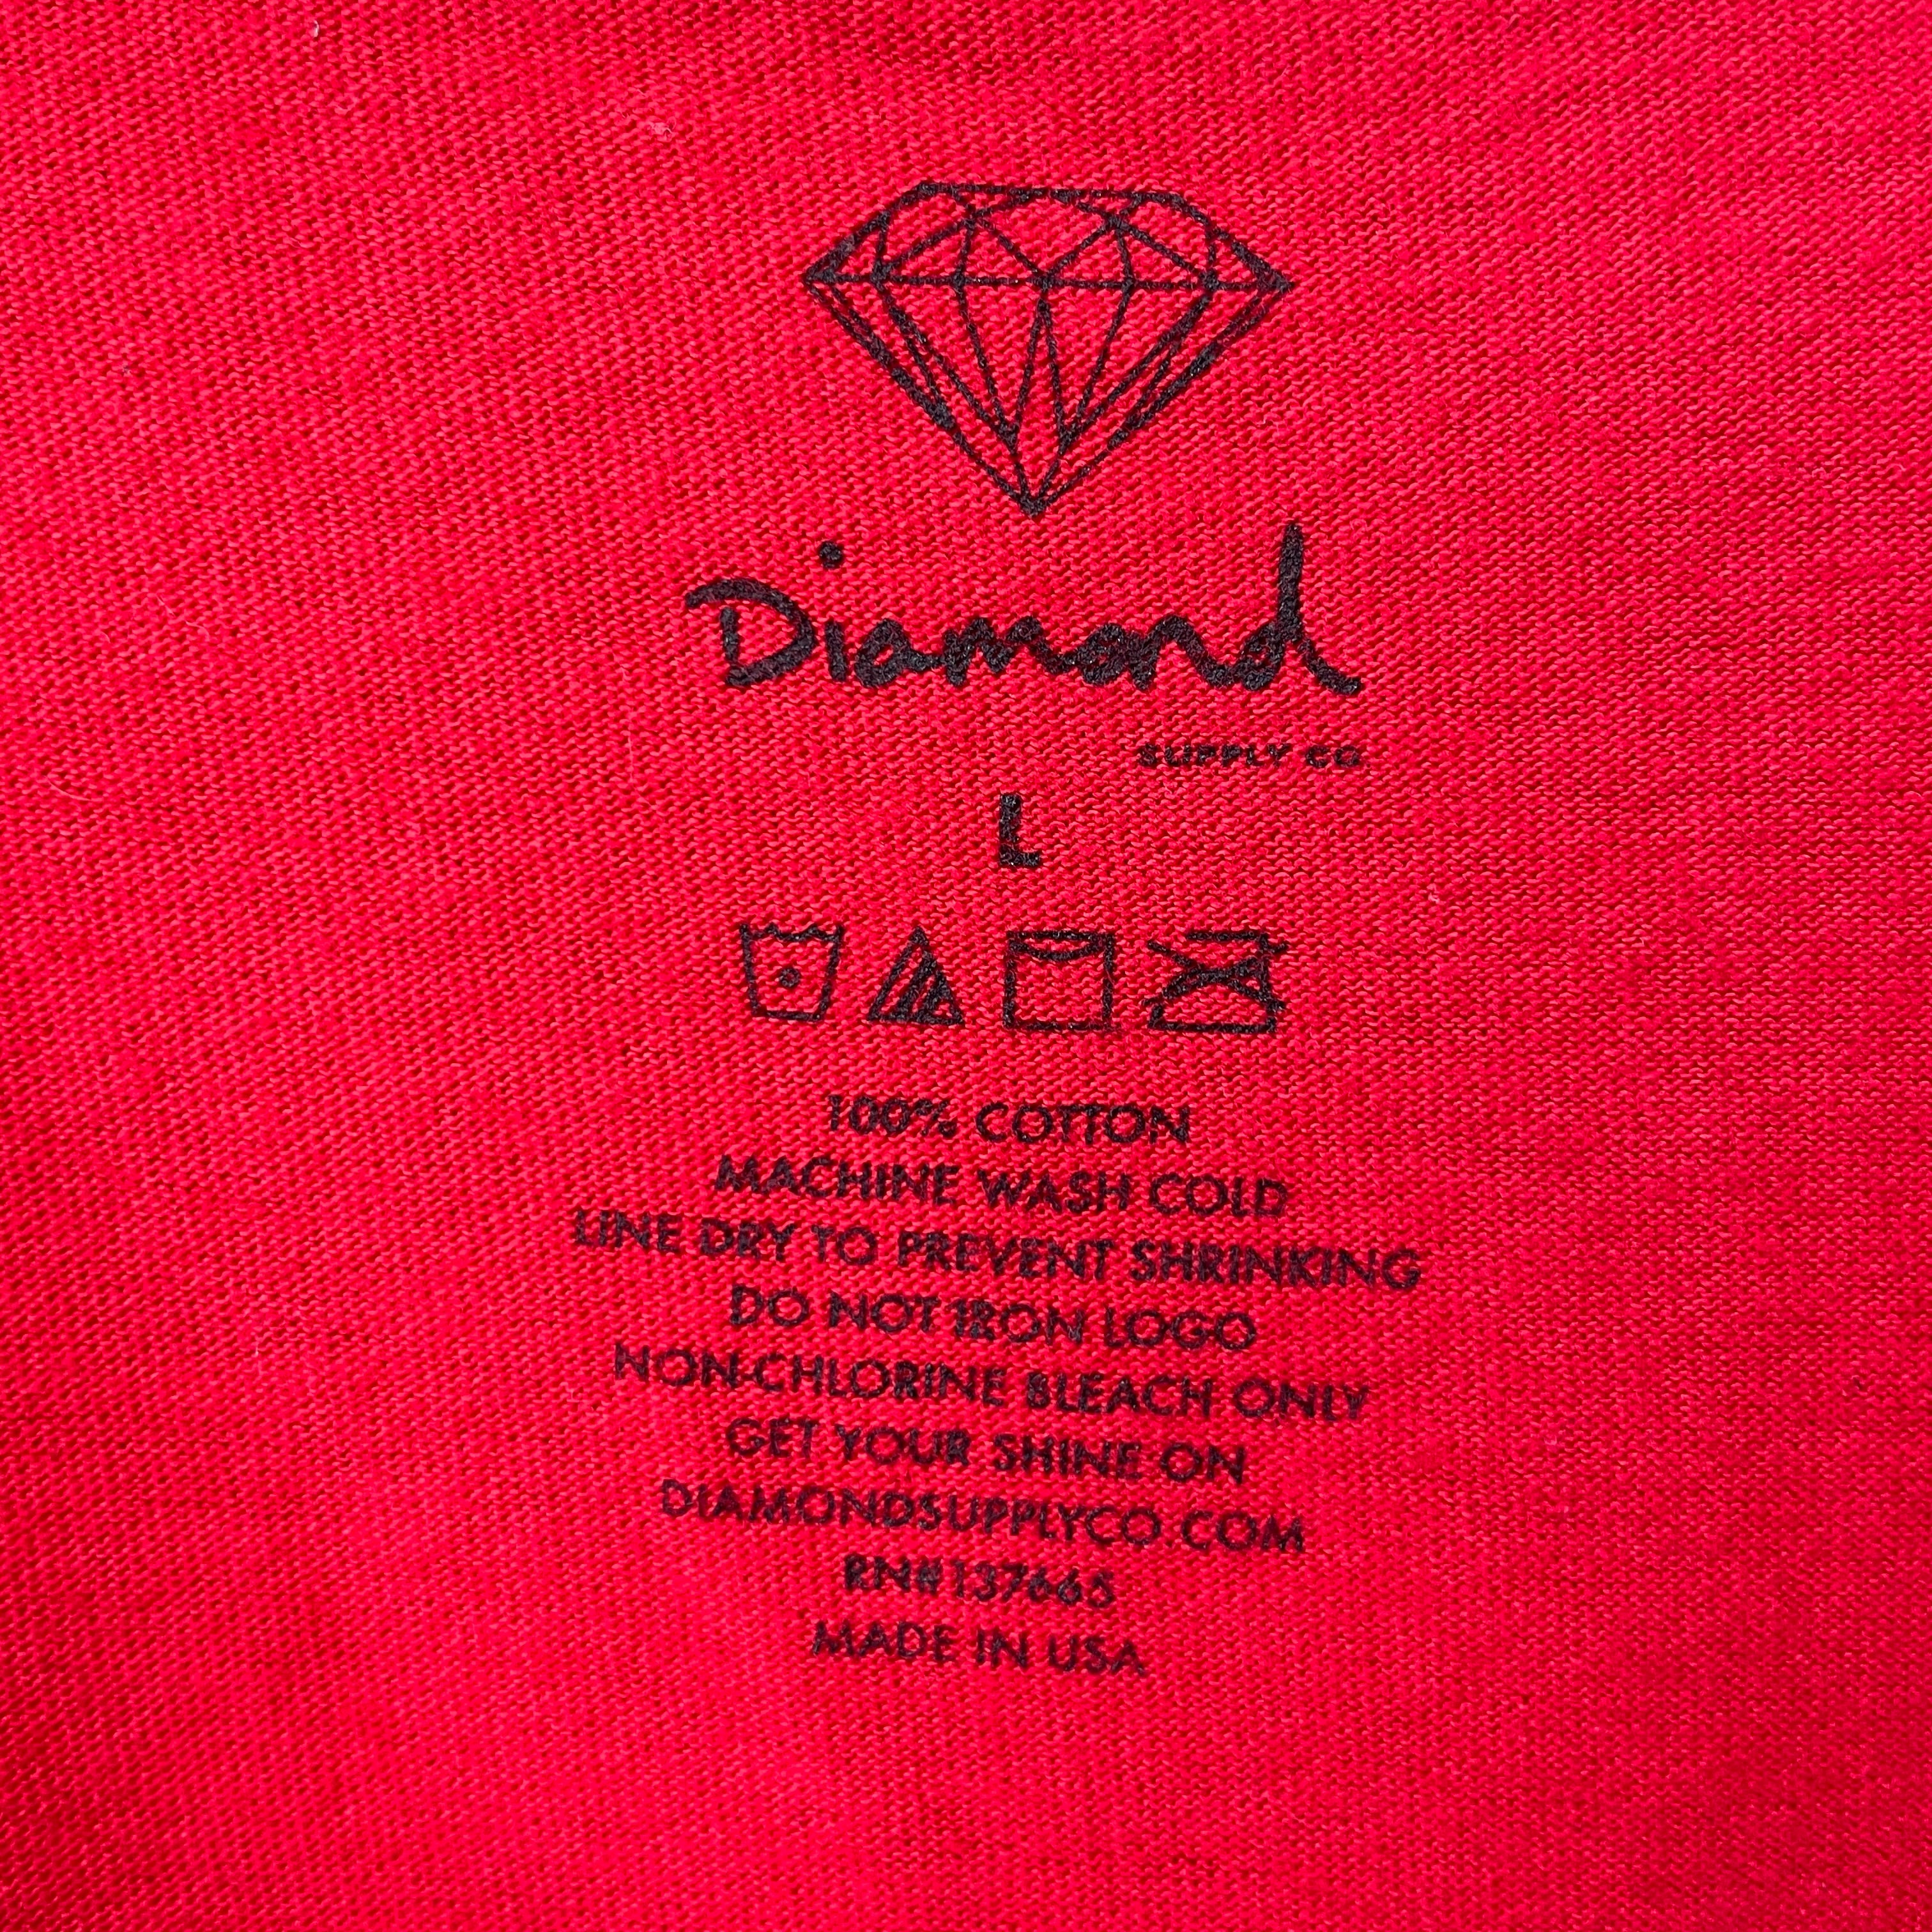 Diamond
SUPPLY CO
L
100% COTTON
MACHINE WASH COLD
LINE DRY TO PREVENT SHRINKING
DO NOT IRON LOGO
NON-CHLORINE BLEACH ONLY
GET YOUR SHINE ON
DIAMONDSUPPLYCO.COM
RN#137665
MADE IN USA